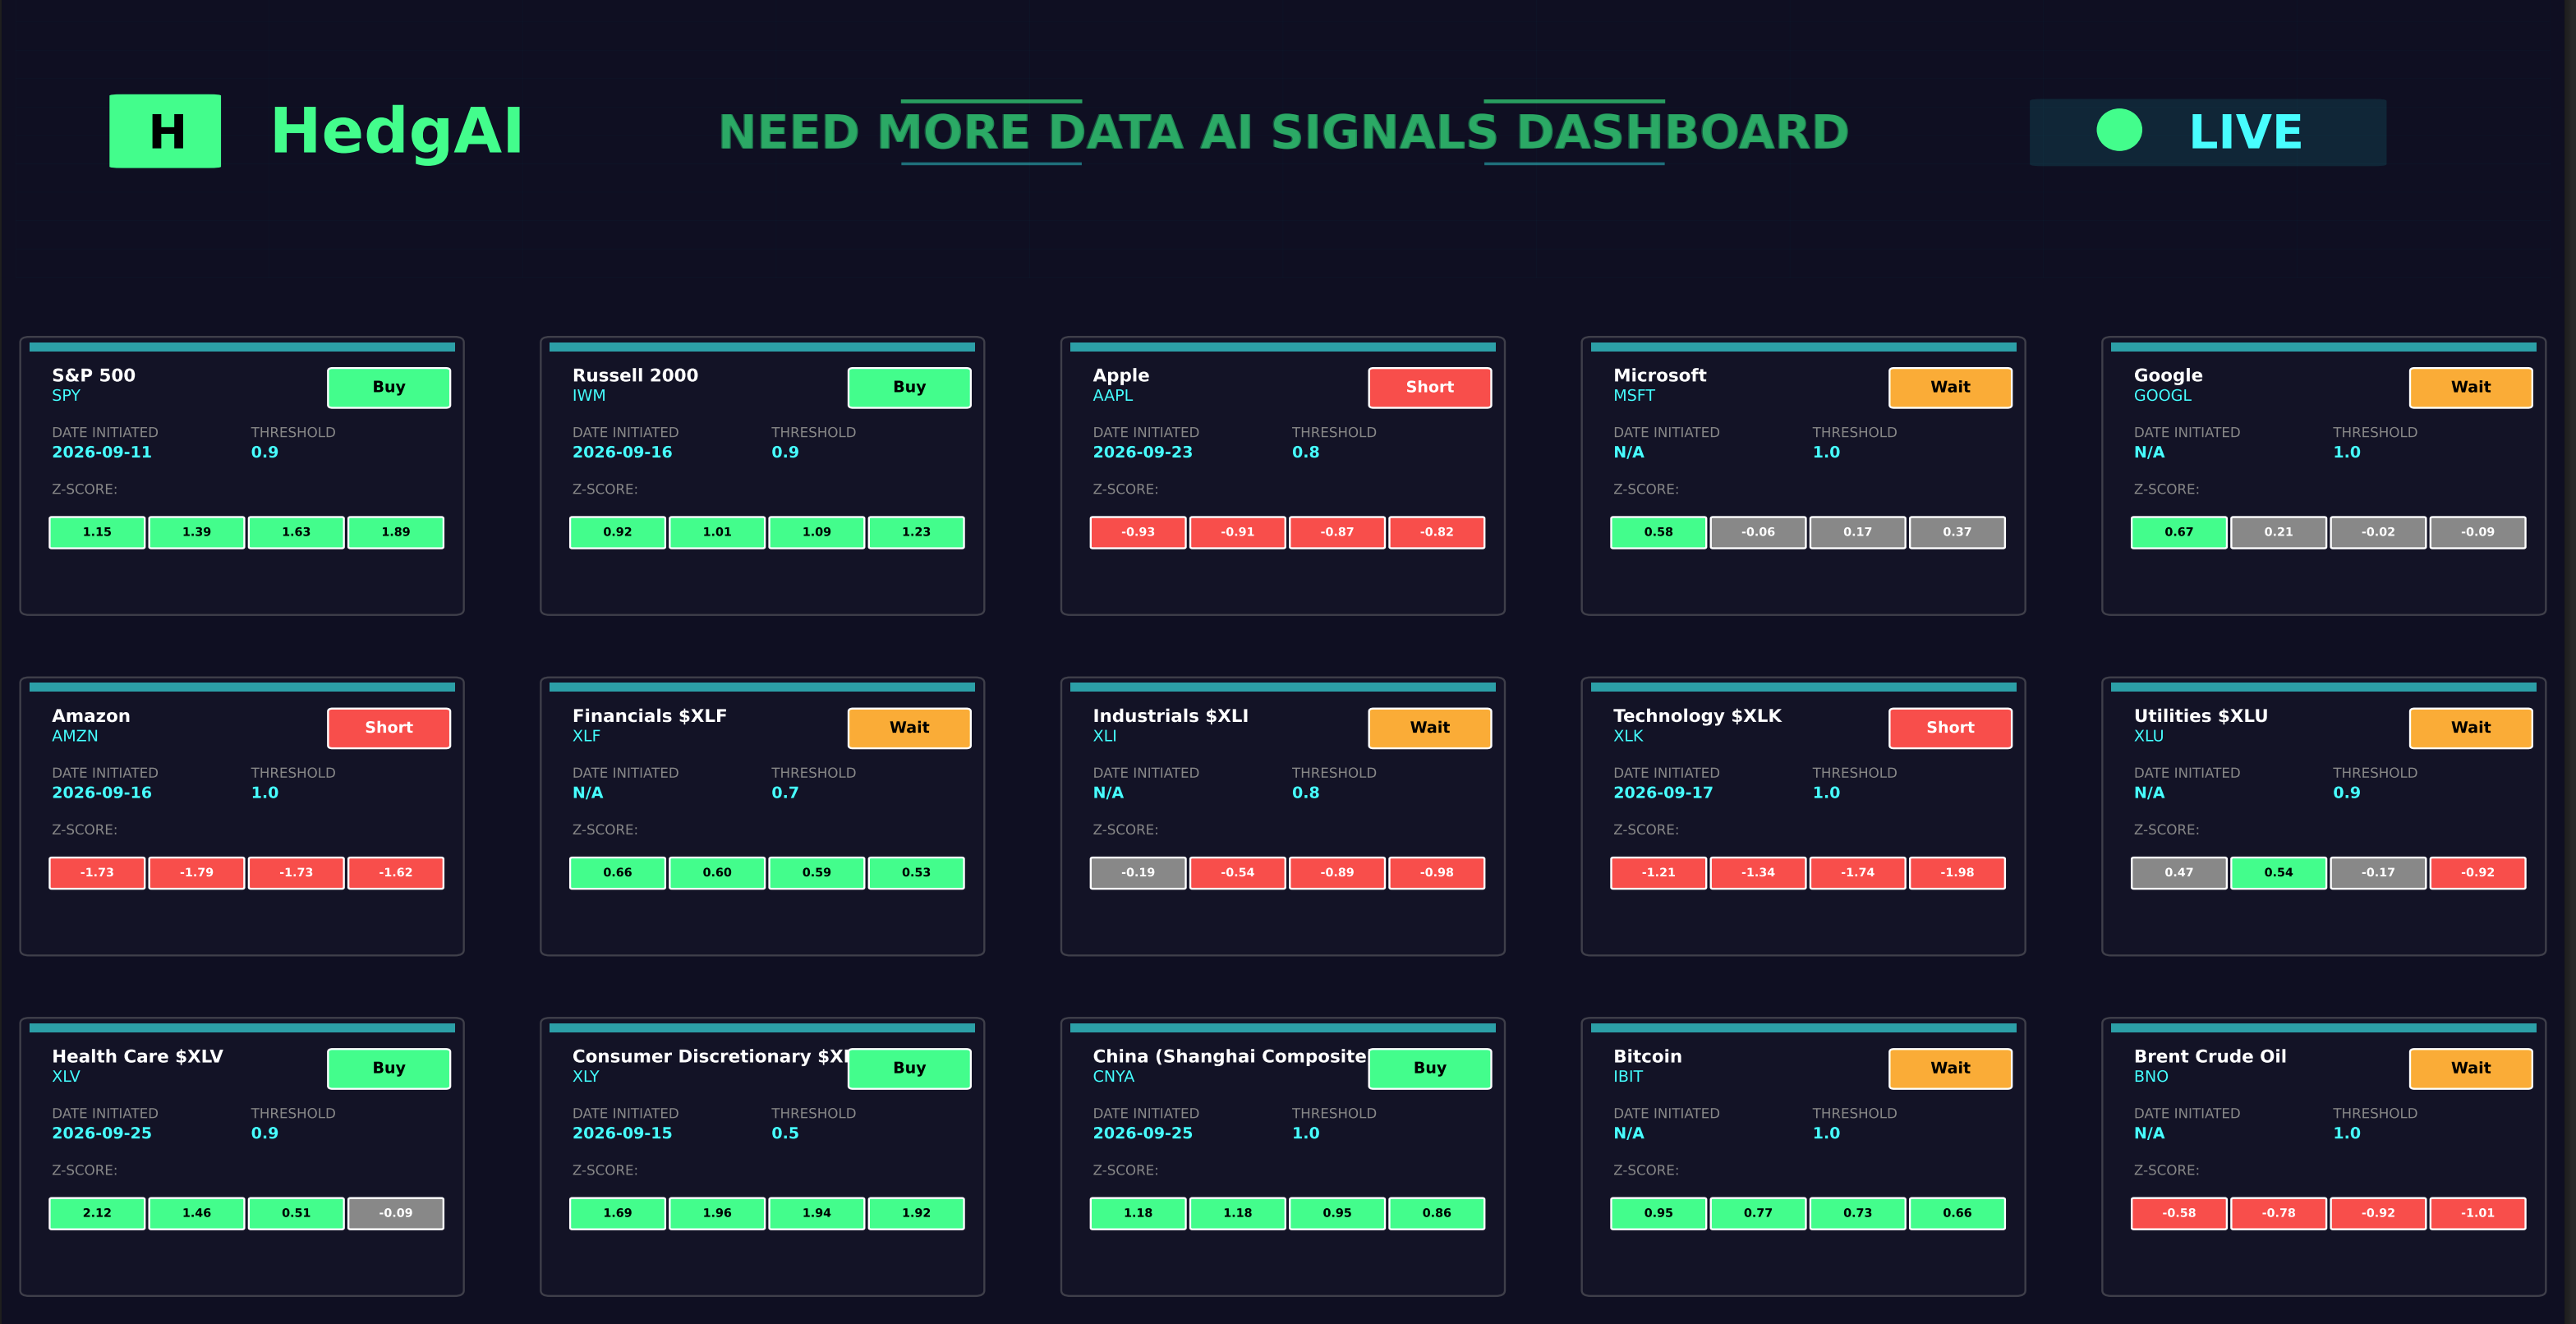 H HedgAI NEED MORE DATA AI SIGNALS DASHBOARD LIVE
S&P 500 Buy
SPY
DATE INITIATED THRESHOLD
2026-09-11 0.9
Z-SCORE:
1.15 1.39 1.63 1.89
Russell 2000 Buy
IWM
DATE INITIATED THRESHOLD
2026-09-16 0.9
Z-SCORE:
0.92 1.01 1.09 1.23
Apple Short
AAPL
DATE INITIATED THRESHOLD
2026-09-23 0.8
Z-SCORE:
-0.93 -0.91 -0.87 -0.82
Microsoft Wait
MSFT
DATE INITIATED THRESHOLD
N/A 1.0
Z-SCORE:
0.58 -0.06 0.17 0.37
Google Wait
GOOGL
DATE INITIATED THRESHOLD
N/A 1.0
Z-SCORE:
0.67 0.21 -0.02 -0.09
Amazon Short
AMZN
DATE INITIATED THRESHOLD
2026-09-16 1.0
Z-SCORE:
-1.73 -1.79 -1.73 -1.62
Financials $XLF Wait
XLF
DATE INITIATED THRESHOLD
N/A 0.7
Z-SCORE:
0.66 0.60 0.59 0.53
Industrials $XLI Wait
XLI
DATE INITIATED THRESHOLD
N/A 0.8
Z-SCORE:
-0.19 -0.54 -0.89 -0.98
Technology $XLK Short
XLK
DATE INITIATED THRESHOLD
2026-09-17 1.0
Z-SCORE:
-1.21 -1.34 -1.74 -1.98
Utilities $XLU Wait
XLU
DATE INITIATED THRESHOLD
N/A 0.9
Z-SCORE:
0.47 0.54 -0.17 -0.92
Health Care $XLV Buy
XLV
DATE INITIATED THRESHOLD
2026-09-25 0.9
Z-SCORE:
2.12 1.46 0.51 -0.09
Consumer Discretionary Buy
XLY
DATE INITIATED THRESHOLD
2026-09-15 0.5
Z-SCORE:
1.69 1.96 1.94 1.92
China (Shanghai Composite Buy
CNYA
DATE INITIATED THRESHOLD
2026-09-25 1.0
Z-SCORE:
1.18 1.18 0.95 0.86
Bitcoin Wait
IBIT
DATE INITIATED THRESHOLD
N/A 1.0
Z-SCORE:
0.95 0.77 0.73 0.66
Brent Crude Oil Wait
BNO
DATE INITIATED THRESHOLD
N/A 1.0
Z-SCORE:
-0.58 -0.78 -0.92 -1.01